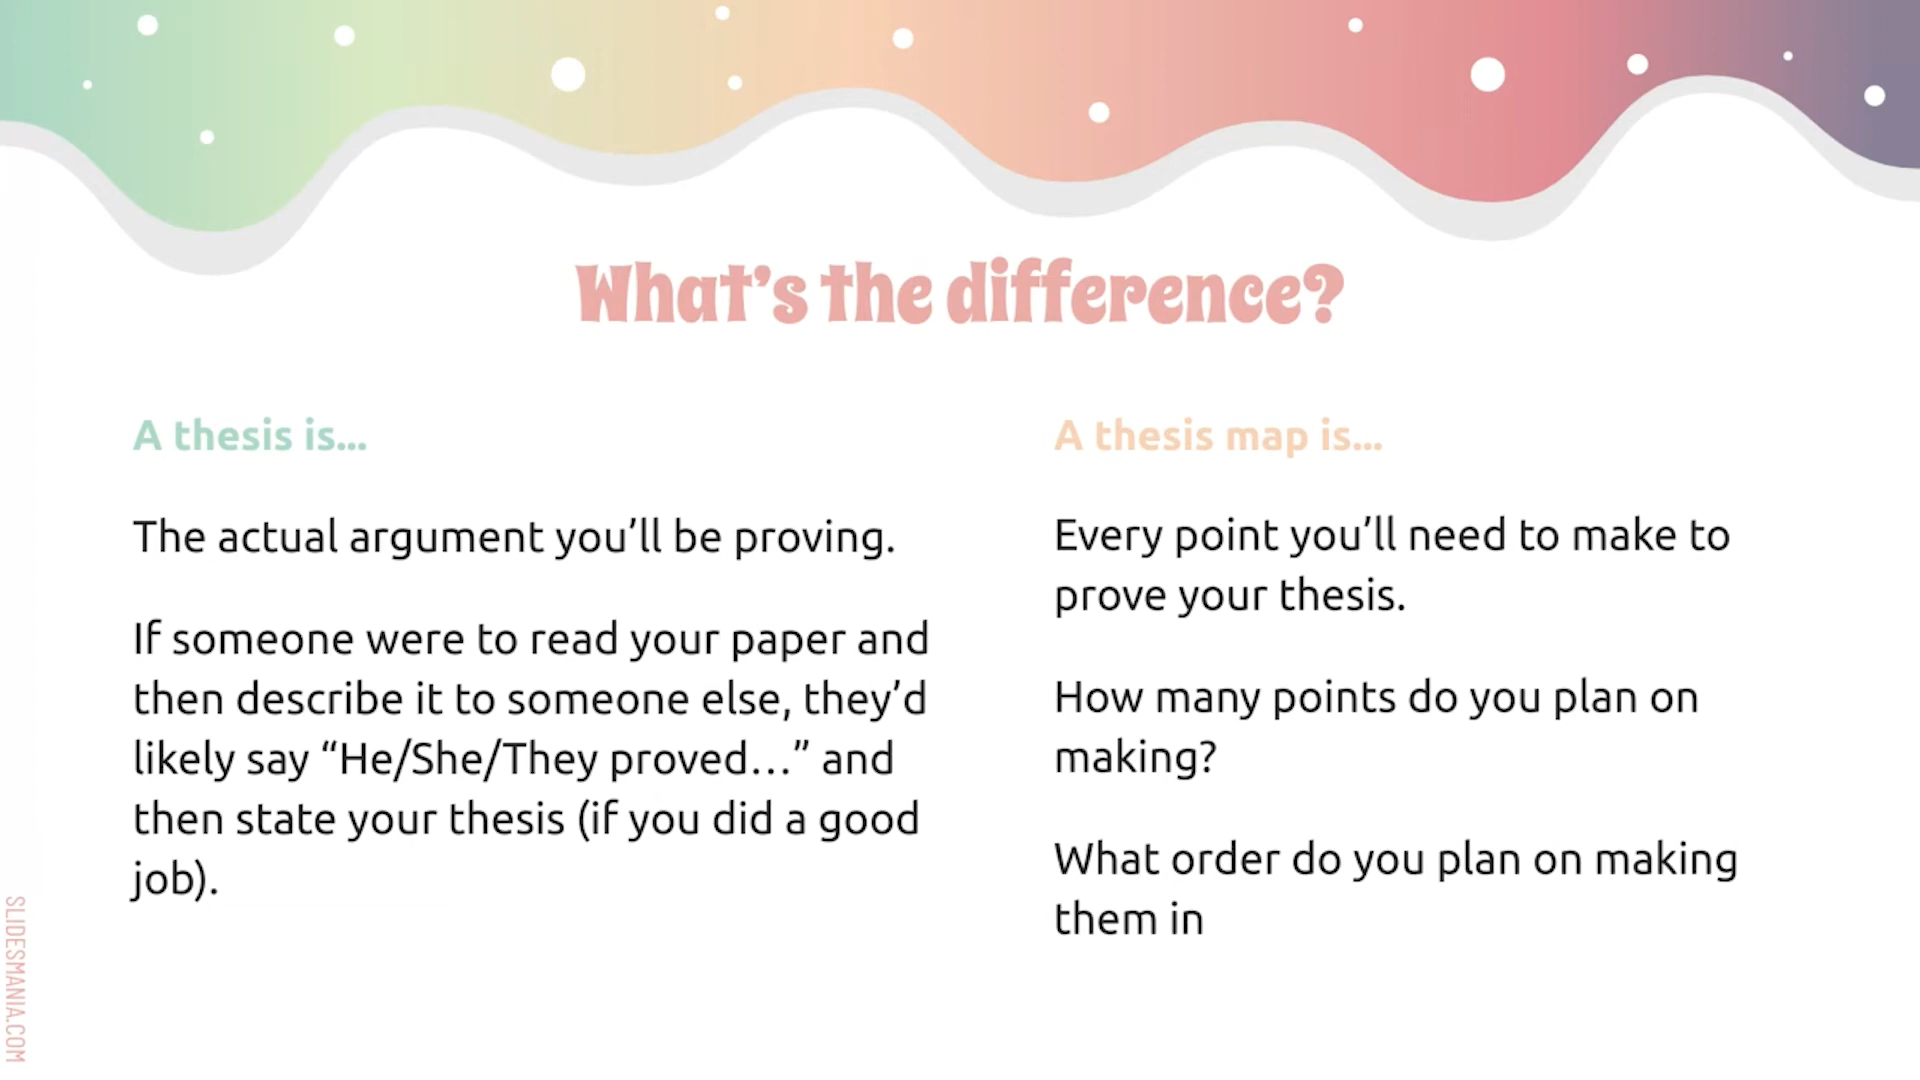 What’s the difference?
A thesis is...
The actual argument you’ll be proving.
If someone were to read your paper and
then describe it to someone else, they’d
likely say “He/She/They proved…” and
then state your thesis (if you did a good
job).
A thesis map is...
Every point you’ll need to make to
prove your thesis.
How many points do you plan on
making?
What order do you plan on making
them in
SLIDESMANIA.COM